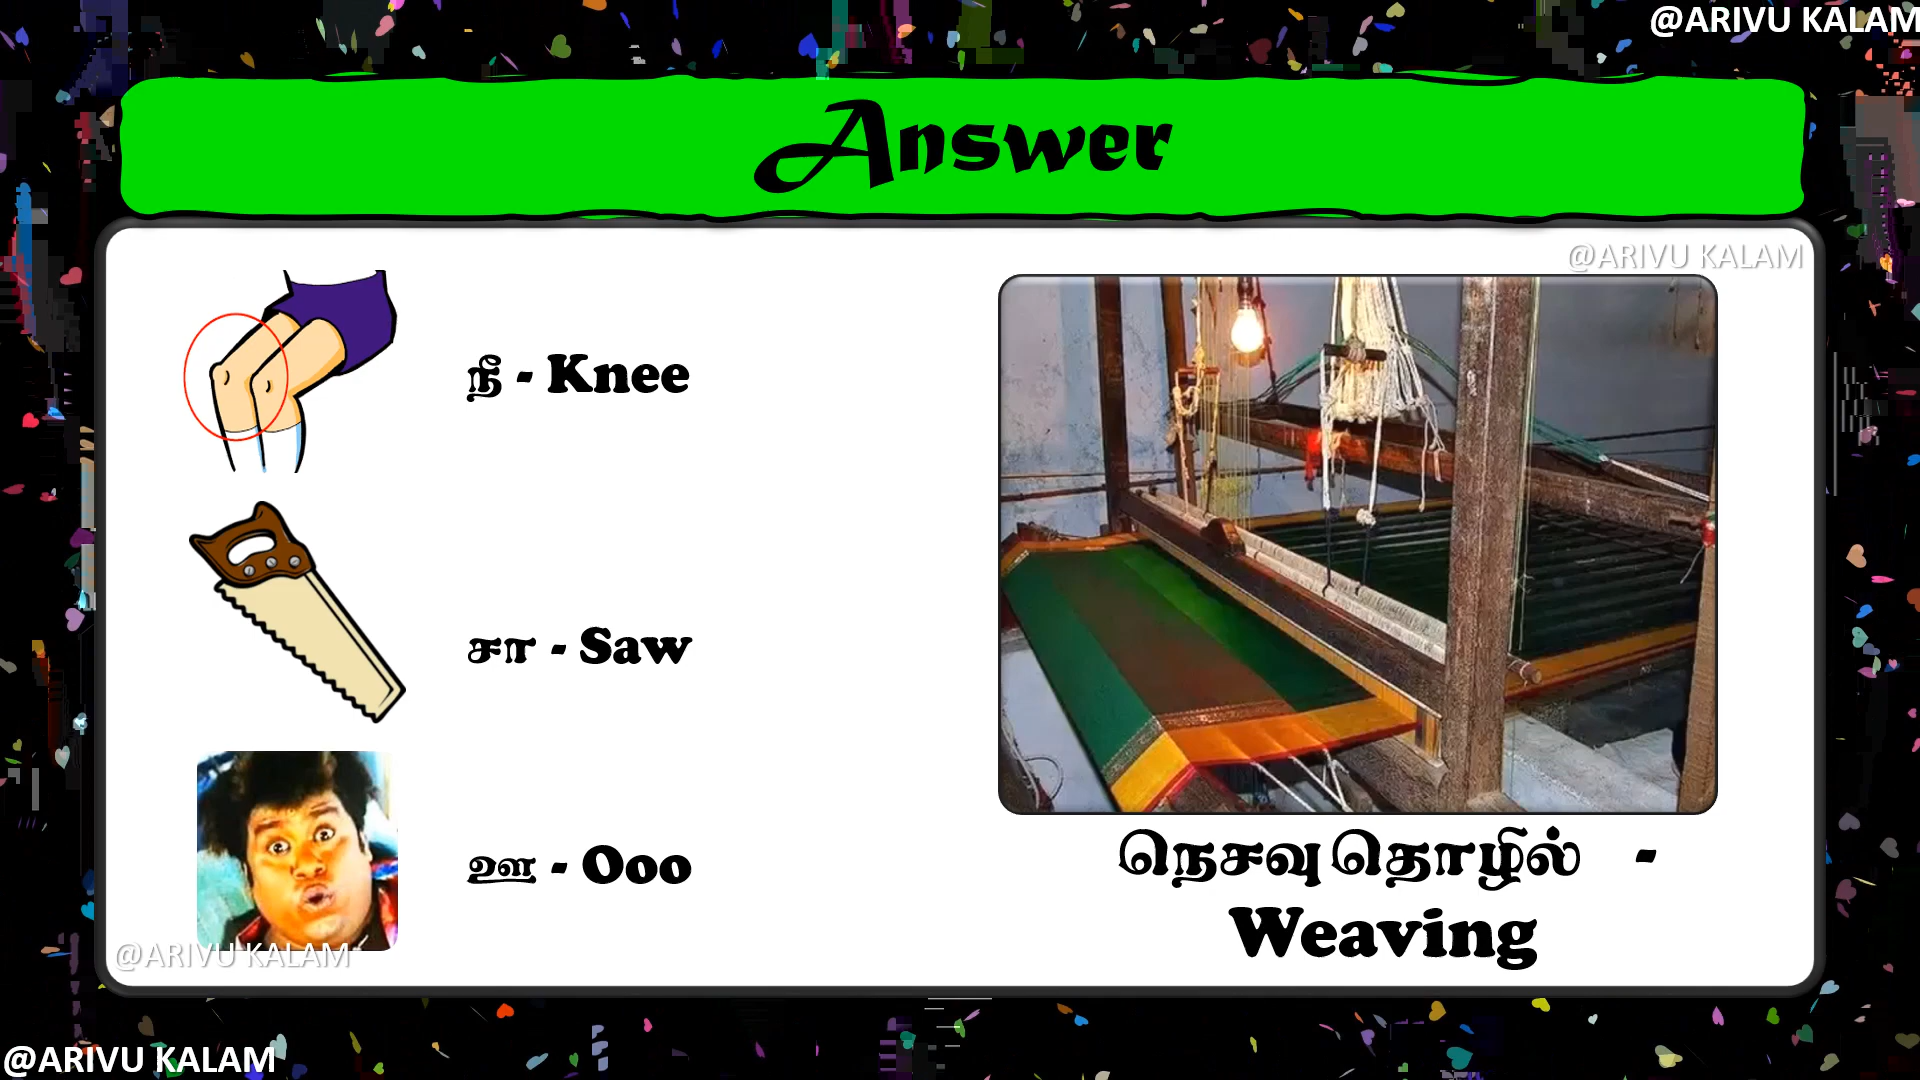 @ARIVU KALAM
Answer
@ARIVU KALAM
நீ - Knee
சா - Saw
ஊ - Ooo
நெசவு தொழில் -
Weaving
@ARIVU KALAM
@ARIVU KALAM